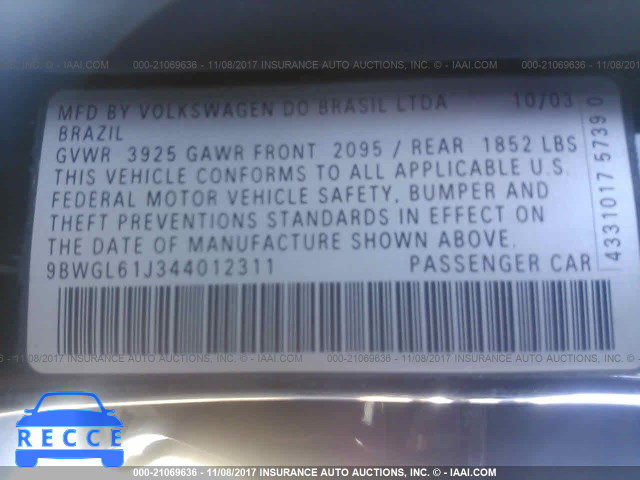 000-21069636 - 11/08/2017 INSURANCE AUTO AUCTIONS, INC. - © - IAAI.COM
MFD BY VOLKSWAGEN DO BRASIL LTDA 10/03
BRAZIL
GVWR 3925 GAWR FRONT 2095 / REAR 1852 LBS
THIS VEHICLE CONFORMS TO ALL APPLICABLE U.S.
FEDERAL MOTOR VEHICLE SAFETY, BUMPER AND
THEFT PREVENTIONS STANDARDS IN EFFECT ON
THE DATE OF MANUFACTURE SHOWN ABOVE.
9BWGL61J344012311 PASSENGER CAR
4331017 5739 0
IAAI.COM
000-21069636 - 11/08/2017 INSURANCE AUTO AUCTIONS, INC. - © - IAAI.COM
RECCE
000-21069636 - 11/08/2017 INSURANCE AUTO AUCTIONS, INC. - © - IAAI.COM